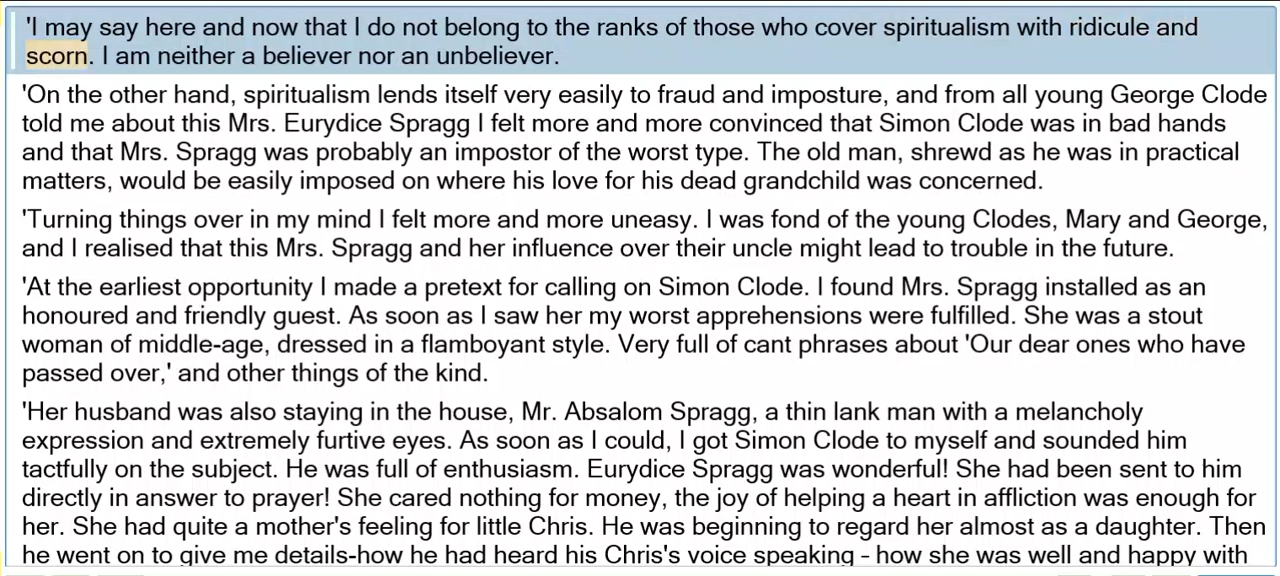 'I may say here and now that I do not belong to the ranks of those who cover spiritualism with ridicule and
scorn. I am neither a believer nor an unbeliever.
'On the other hand, spiritualism lends itself very easily to fraud and imposture, and from all young George Clode
told me about this Mrs. Eurydice Spragg I felt more and more convinced that Simon Clode was in bad hands
and that Mrs. Spragg was probably an impostor of the worst type. The old man, shrewd as he was in practical
matters, would be easily imposed on where his love for his dead grandchild was concerned.
'Turning things over in my mind I felt more and more uneasy. I was fond of the young Clodes, Mary and George,
and I realised that this Mrs. Spragg and her influence over their uncle might lead to trouble in the future.
'At the earliest opportunity I made a pretext for calling on Simon Clode. I found Mrs. Spragg installed as an
honoured and friendly guest. As soon as I saw her my worst apprehensions were fulfilled. She was a stout
woman of middle-age, dressed in a flamboyant style. Very full of cant phrases about 'Our dear ones who have
passed over,' and other things of the kind.
'Her husband was also staying in the house, Mr. Absalom Spragg, a thin lank man with a melancholy
expression and extremely furtive eyes. As soon as I could, I got Simon Clode to myself and sounded him
tactfully on the subject. He was full of enthusiasm. Eurydice Spragg was wonderful! She had been sent to him
directly in answer to prayer! She cared nothing for money, the joy of helping a heart in affliction was enough for
her. She had quite a mother's feeling for little Chris. He was beginning to regard her almost as a daughter. Then
he went on to give me details-how he had heard his Chris's voice speaking - how she was well and happy with